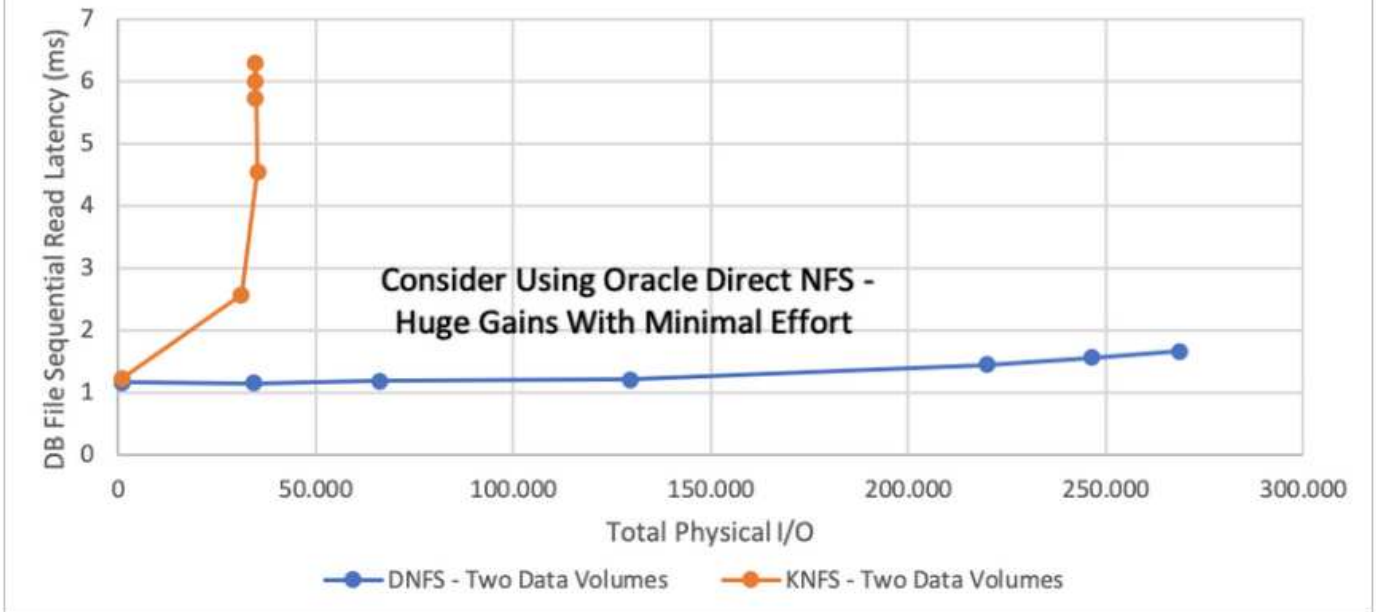 7
6
5
4
3
2
1
0
DB File Sequential Read Latency (ms)
Consider Using Oracle Direct NFS -
Huge Gains With Minimal Effort
0 50.000 100.000 150.000 200.000 250.000 300.000
Total Physical I/O
DNFS - Two Data Volumes KNFS - Two Data Volumes